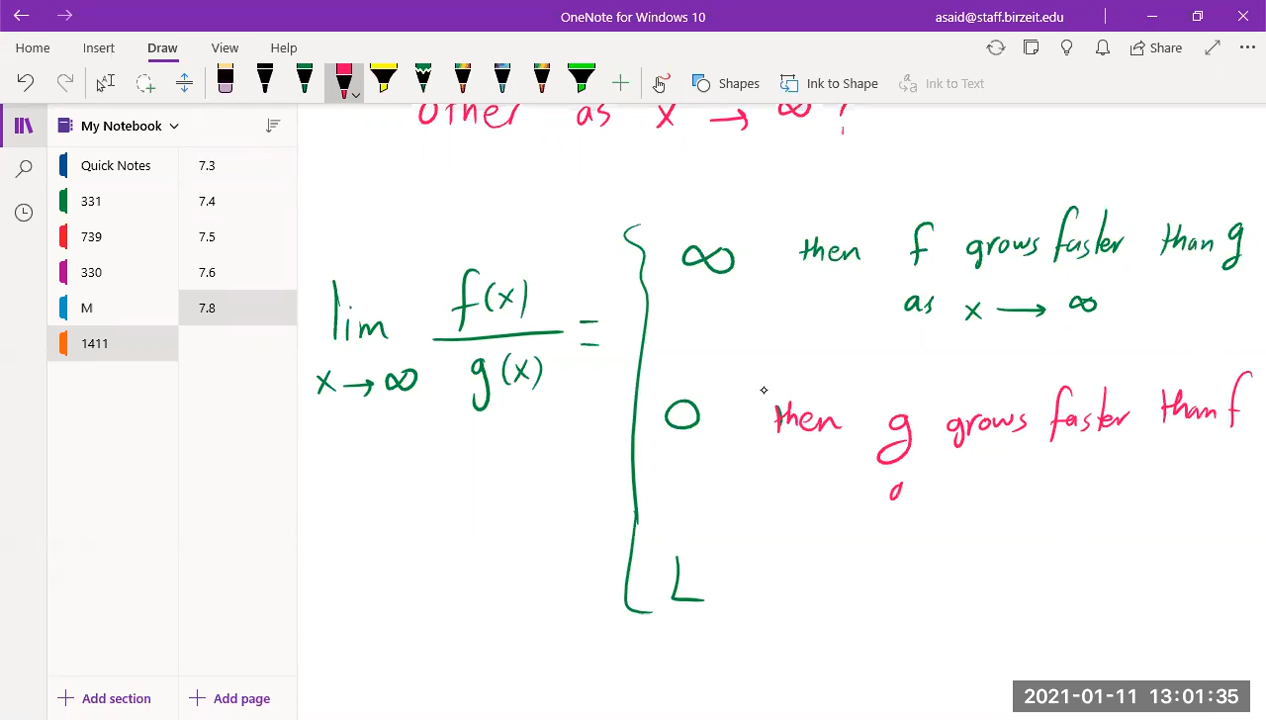 OneNote for Windows 10
asaid@staff.birzeit.edu
Home Insert Draw View Help
Share
Shapes
Ink to Shape
Ink to Text
My Notebook
Quick Notes
331
739
330
M
1411
7.3
7.4
7.5
7.6
7.8
Other as x → ∞ ?
lim x → ∞ f(x) / g(x) =
∞ then f grows faster than g
as x → ∞
0 then g grows faster than f
a
L
Add section
Add page
2021-01-11 13:01:35